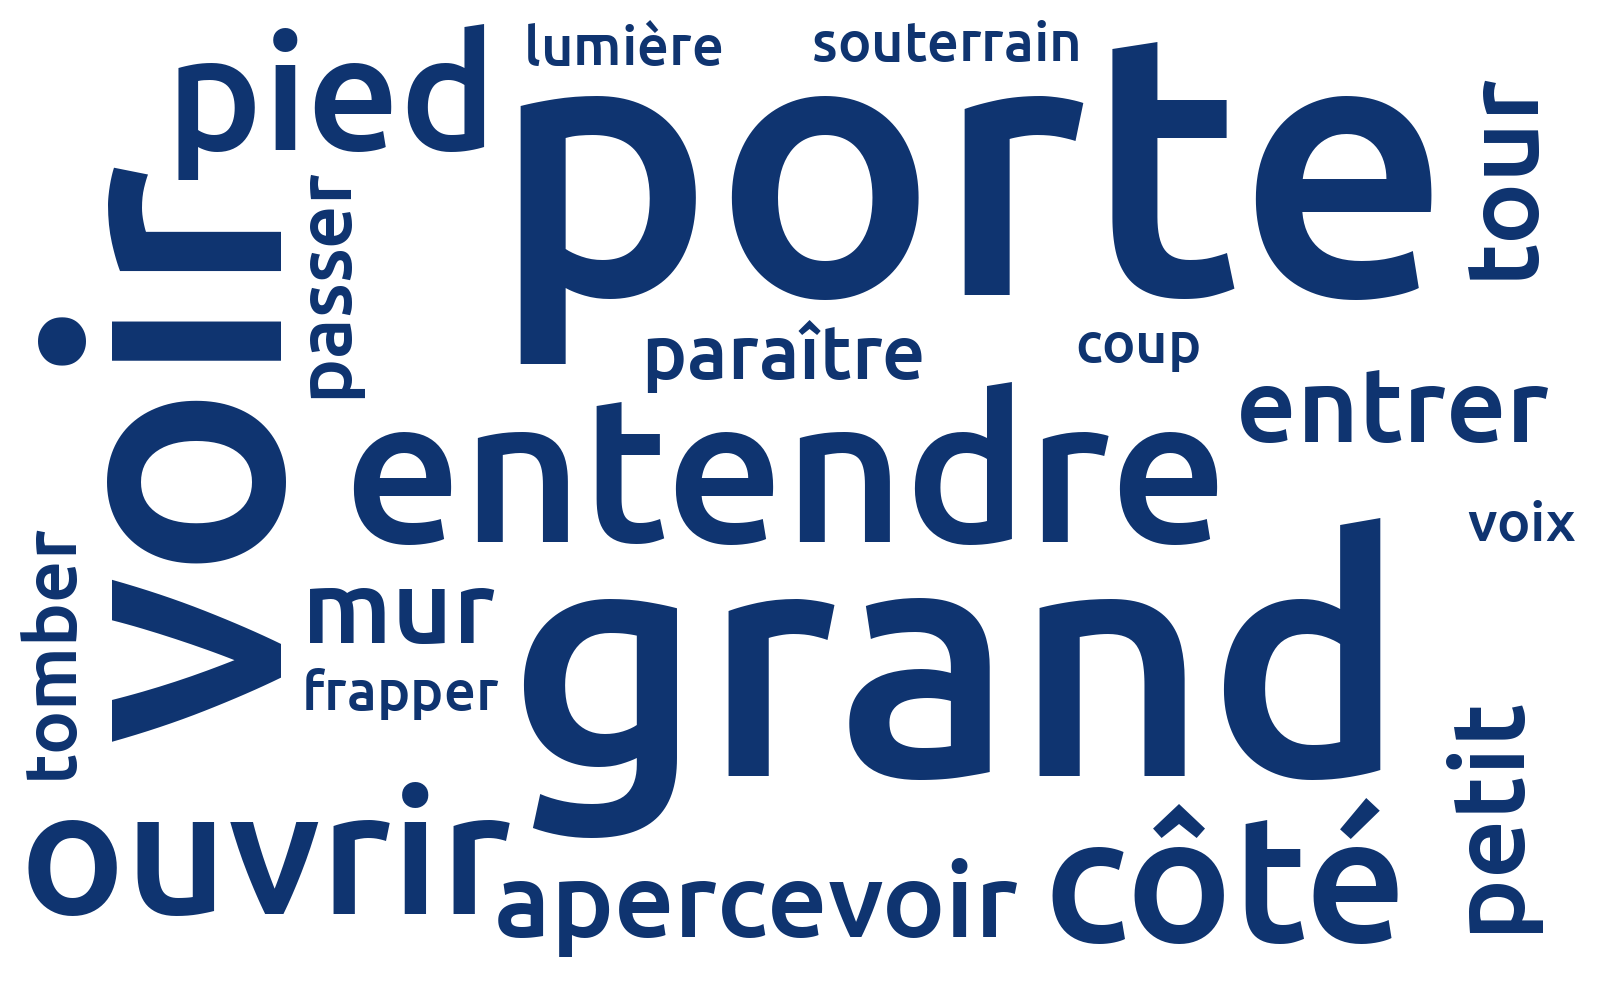 pied
lumière
souterrain
porte
tour
voir
passer
paraître
coup
entrer
entendre
voix
tomber
mur
grand
frapper
petit
ouvrir
apercevoir
côté